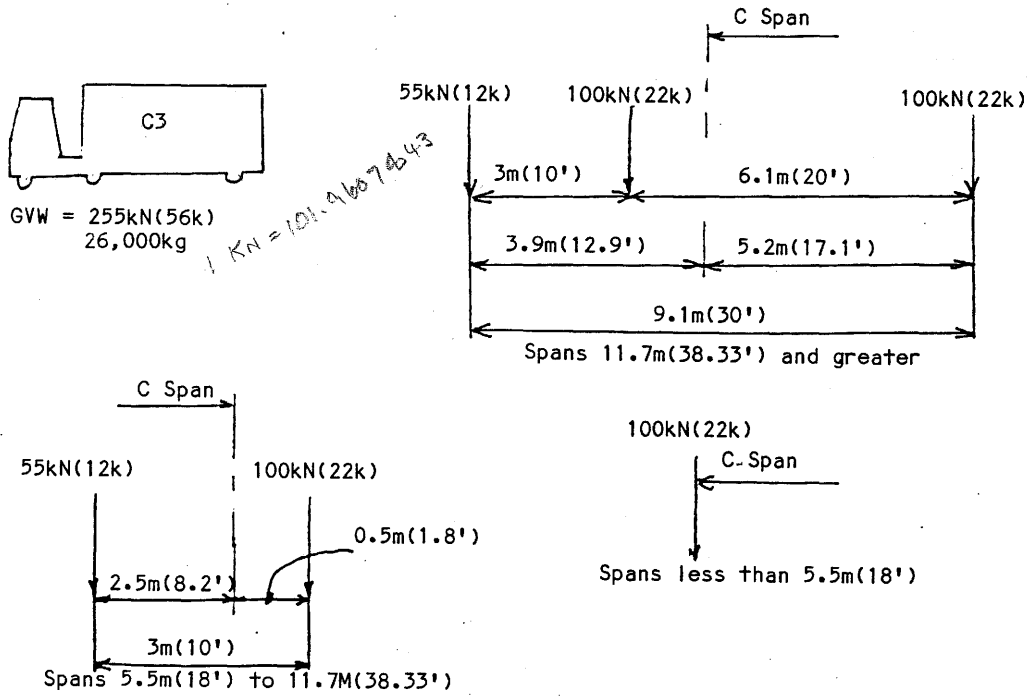 C Span
55kN(12k) 100kN(22k) 100kN(22k)
C3
3m(10') 6.1m(20')
GVW = 255kN(56k)
26,000kg
1 KN =
3.9m(12.9') 5.2m(17.1')
9.1m(30')
Spans 11.7m(38.33') and greater
C Span
55kN(12k) 100kN(22k)
0.5m(1.8')
2.5m(8.2')
3m(10')
Spans 5.5m(18') to 11.7M(38.33')
100kN(22k)
C-Span
Spans less than 5.5m(18')